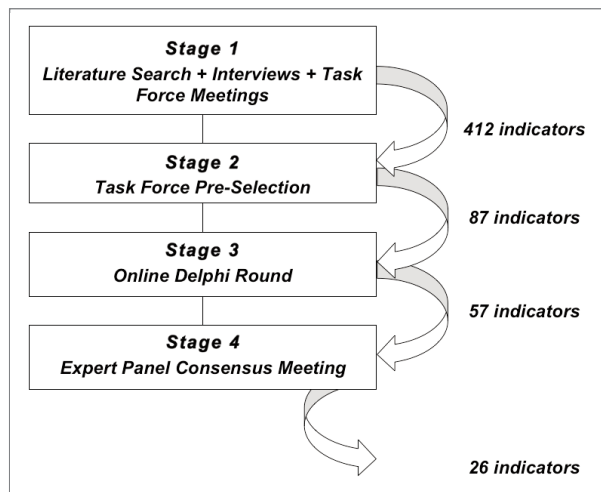 Stage 1
Literature Search + Interviews + Task
Force Meetings
412 indicators
Stage 2
Task Force Pre-Selection
87 indicators
Stage 3
Online Delphi Round
57 indicators
Stage 4
Expert Panel Consensus Meeting
26 indicators